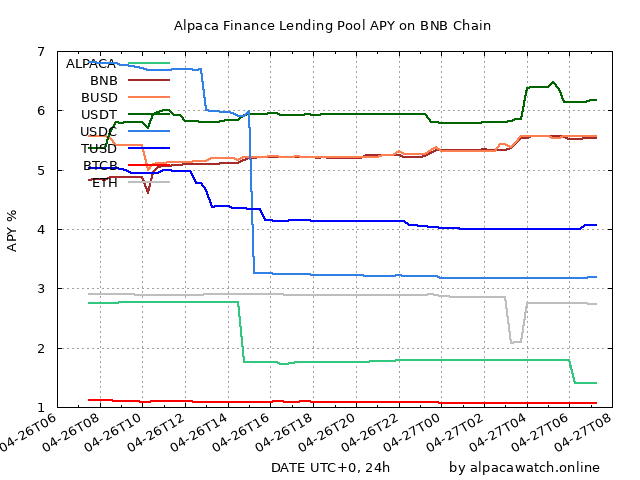 Alpaca Finance Lending Pool APY on BNB Chain
7
6
5
4
3
2
1
APY %
ALPACA
BNB
BUSD
USDT
USDC
TUSD
BTCB
ETH
04-26T06
04-26T08
04-26T10
04-26T12
04-26T14
04-26T16
04-26T18
04-26T20
04-26T22
04-27T00
04-27T02
04-27T04
04-27T06
04-27T08
DATE UTC+0, 24h
by alpacawatch.online